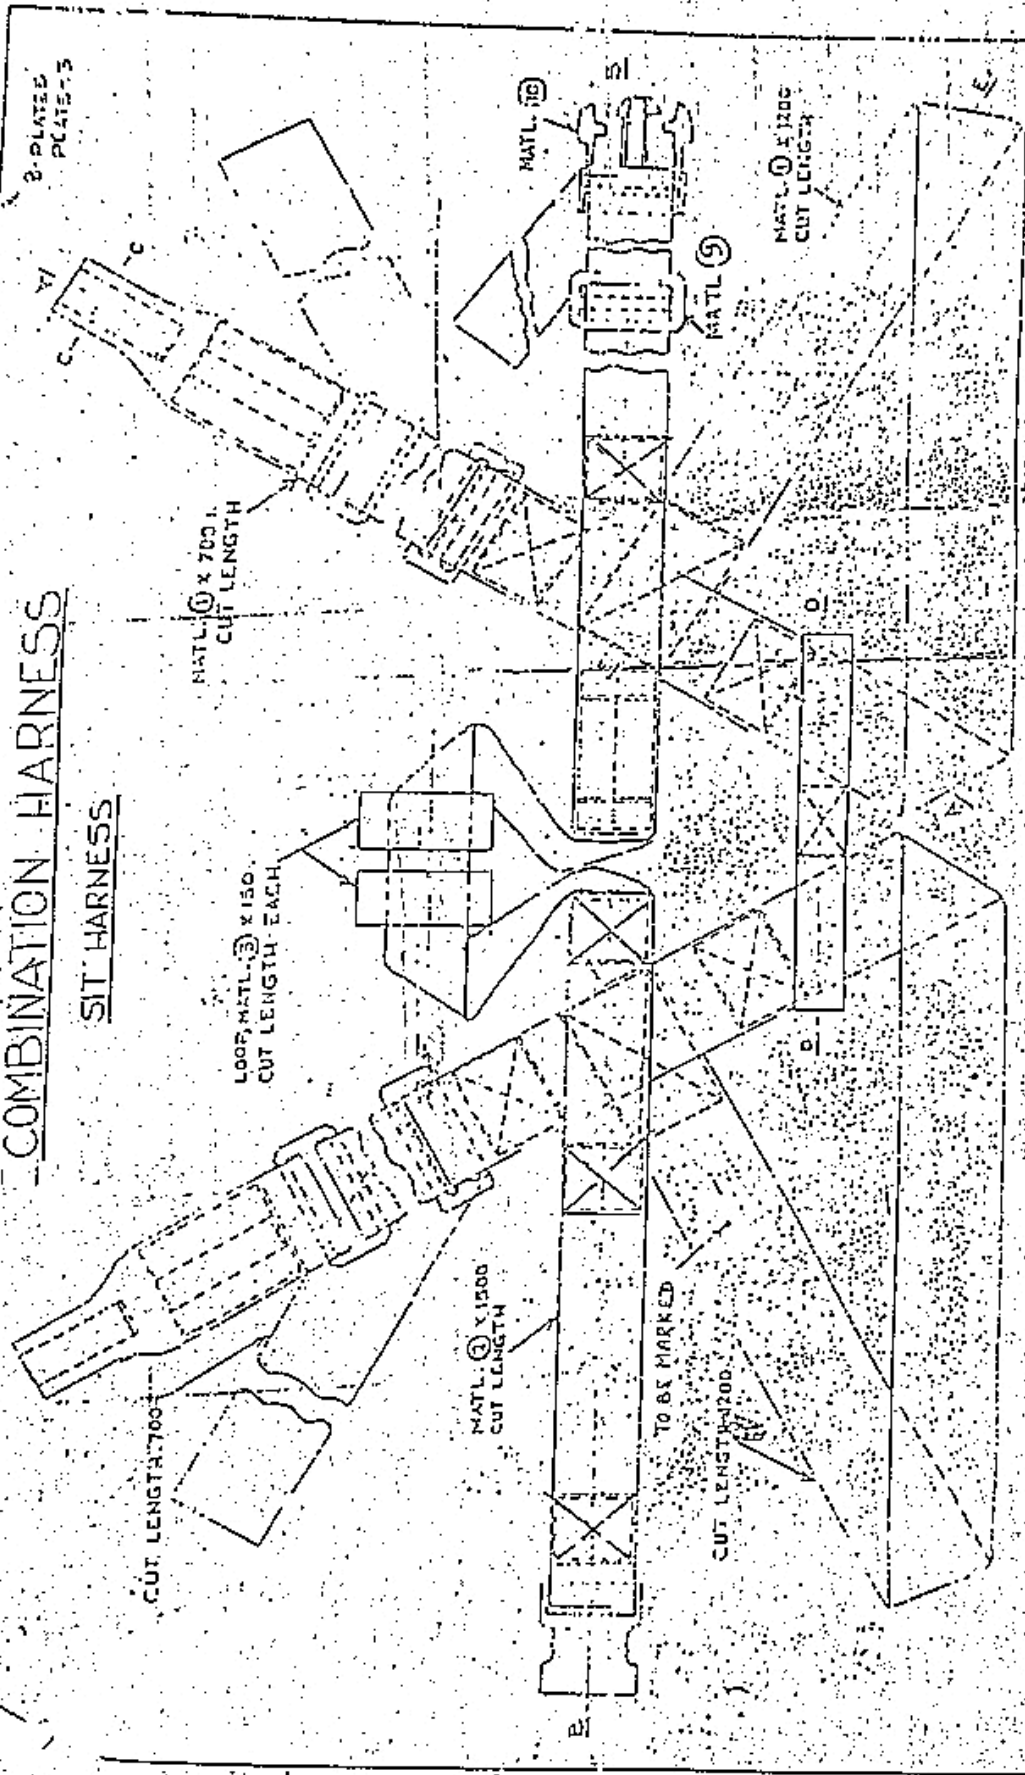 COMBINATION HARNESS
SIT HARNESS
8-PLATES
A
C
C
MATL. ① X 700
CUT LENGTH
MATL. ⑩
B
MATL ⑨
MATL ① X 1200
CUT LENGTH
E
LOOP, MATL. ③ X 150.
CUT LENGTH EACH
D
D
A
CUT LENGTH 700
MATL. ① X 1500
CUT LENGTH
TO BE MARKED
CUT LENGTH 1200
B